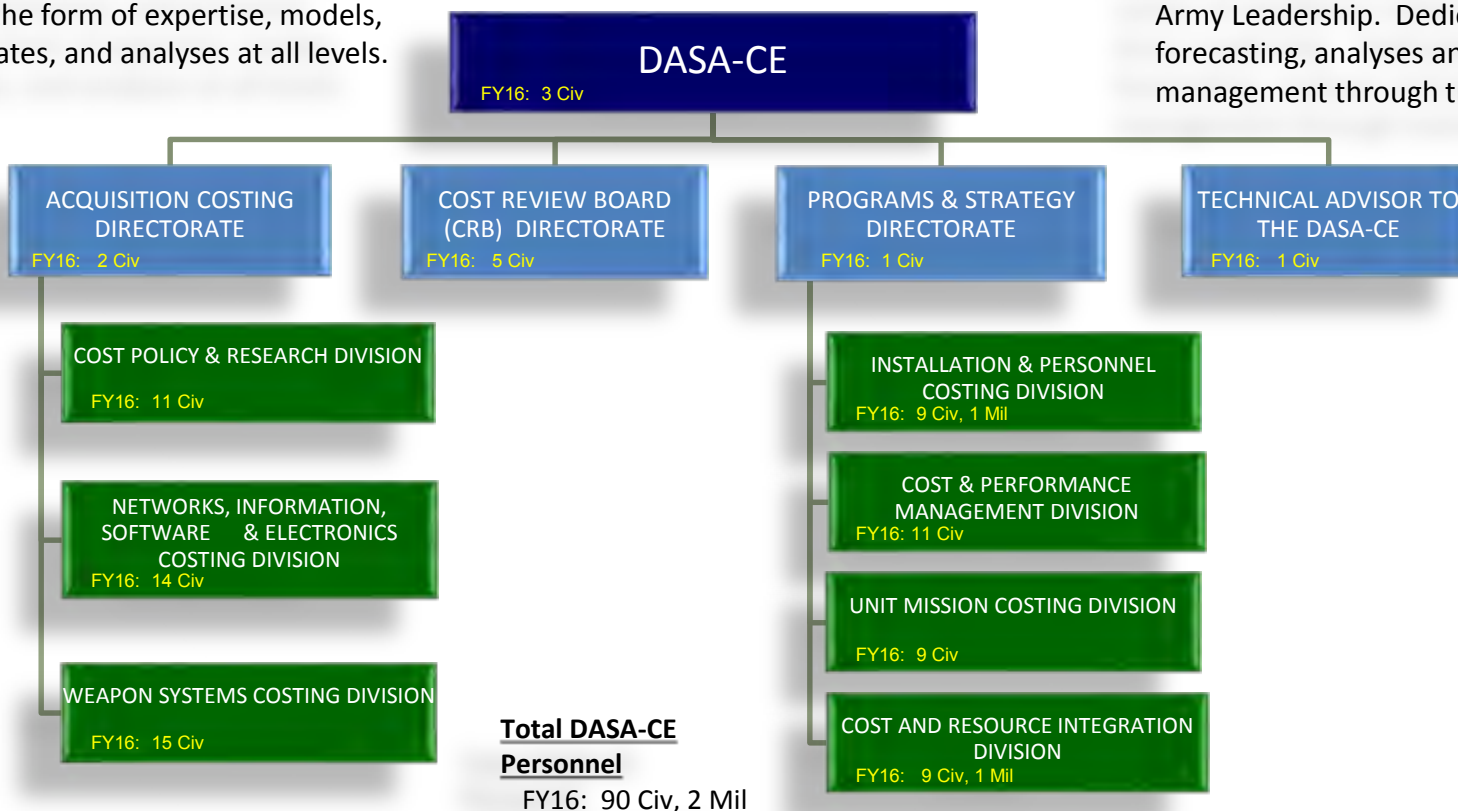 he form of expertise, models,
ates, and analyses at all levels.
Army Leadership.  Dedic
forecasting, analyses an
management through t
DASA-CE
FY16:  3 Civ
ACQUISITION COSTING
DIRECTORATE
FY16:   2 Civ
COST REVIEW BOARD
(CRB)  DIRECTORATE
FY16:   5 Civ
PROGRAMS & STRATEGY
DIRECTORATE
FY16:  1 Civ
TECHNICAL ADVISOR TO
THE DASA-CE
FY16:   1 Civ
COST POLICY & RESEARCH DIVISION
FY16:  11 Civ
NETWORKS, INFORMATION,
SOFTWARE     & ELECTRONICS
COSTING DIVISION
FY16:  14 Civ
WEAPON SYSTEMS COSTING DIVISION
FY16:  15 Civ
INSTALLATION & PERSONNEL
COSTING DIVISION
FY16:  9 Civ, 1 Mil
COST & PERFORMANCE
MANAGEMENT DIVISION
FY16: 11 Civ
UNIT MISSION COSTING DIVISION
FY16:  9 Civ
COST AND RESOURCE INTEGRATION
DIVISION
FY16:   9 Civ, 1 Mil
Total DASA-CE
Personnel
FY16:  90 Civ, 2 Mil